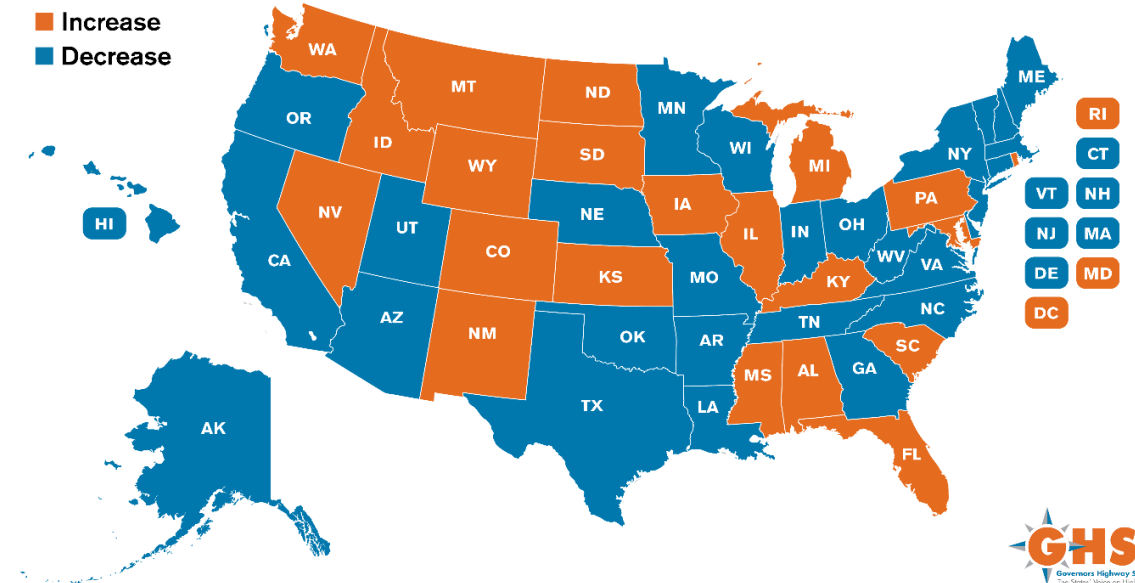 Increase
Decrease
WA
MT
ND
MN
ME
OR
ID
SD
WI
MI
NY
RI
WY
CT
NV
UT
NE
IA
PA
VT
NH
HI
CA
CO
IL
IN
OH
NJ
MA
KS
MO
KY
WV
VA
DE
MD
AZ
NM
OK
AR
TN
NC
DC
SC
TX
LA
MS
AL
GA
AK
FL
GHS
Governors Highway S